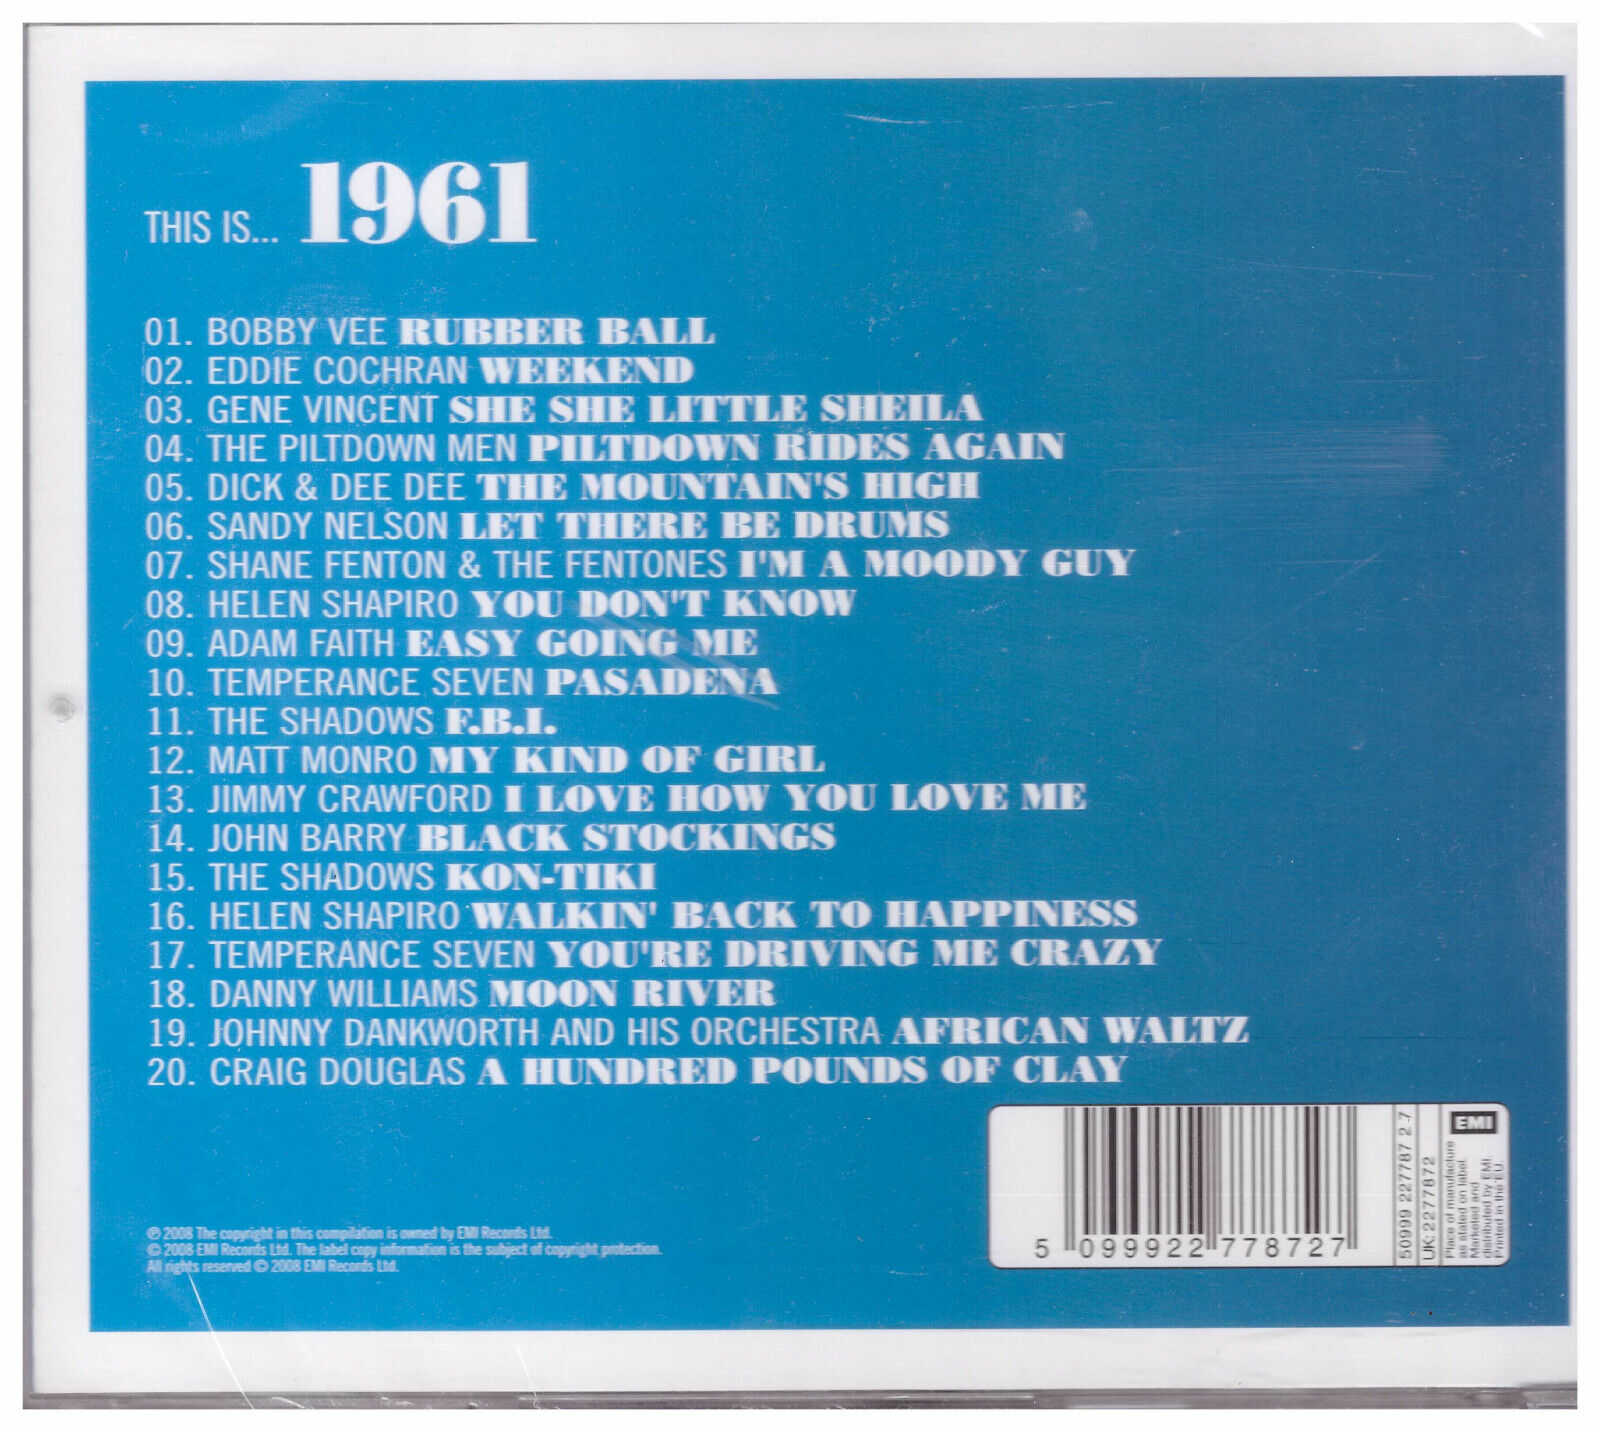 THIS IS... 1961
01. BOBBY VEE RUBBER BALL
02. EDDIE COCHRAN WEEKEND
03. GENE VINCENT SHE SHE LITTLE SHEILA
04. THE PILTDOWN MEN PILTDOWN RIDES AGAIN
05. DICK & DEE DEE THE MOUNTAIN'S HIGH
06. SANDY NELSON LET THERE BE DRUMS
07. SHANE FENTON & THE FENTONES I'M A MOODY GUY
08. HELEN SHAPIRO YOU DON'T KNOW
09. ADAM FAITH EASY GOING ME
10. TEMPERANCE SEVEN PASADENA
11. THE SHADOWS F.B.I.
12. MATT MONRO MY KIND OF GIRL
13. JIMMY CRAWFORD I LOVE HOW YOU LOVE ME
14. JOHN BARRY BLACK STOCKINGS
15. THE SHADOWS KON-TIKI
16. HELEN SHAPIRO WALKIN' BACK TO HAPPINESS
17. TEMPERANCE SEVEN YOU'RE DRIVING ME CRAZY
18. DANNY WILLIAMS MOON RIVER
19. JOHNNY DANKWORTH AND HIS ORCHESTRA AFRICAN WALTZ
20. CRAIG DOUGLAS A HUNDRED POUNDS OF CLAY
℗ 2008 The copyright in this compilation is owned by EMI Records Ltd.
© 2008 EMI Records Ltd. The label copy information is the subject of copyright protection.
All rights reserved © 2008 EMI Records Ltd.
5 099922 778727
50999 227787 2 7
UK: 2277872
EMI
Place of manufacture
as stated on label.
Marketed and
distributed by EMI.
Printed in the E.U.